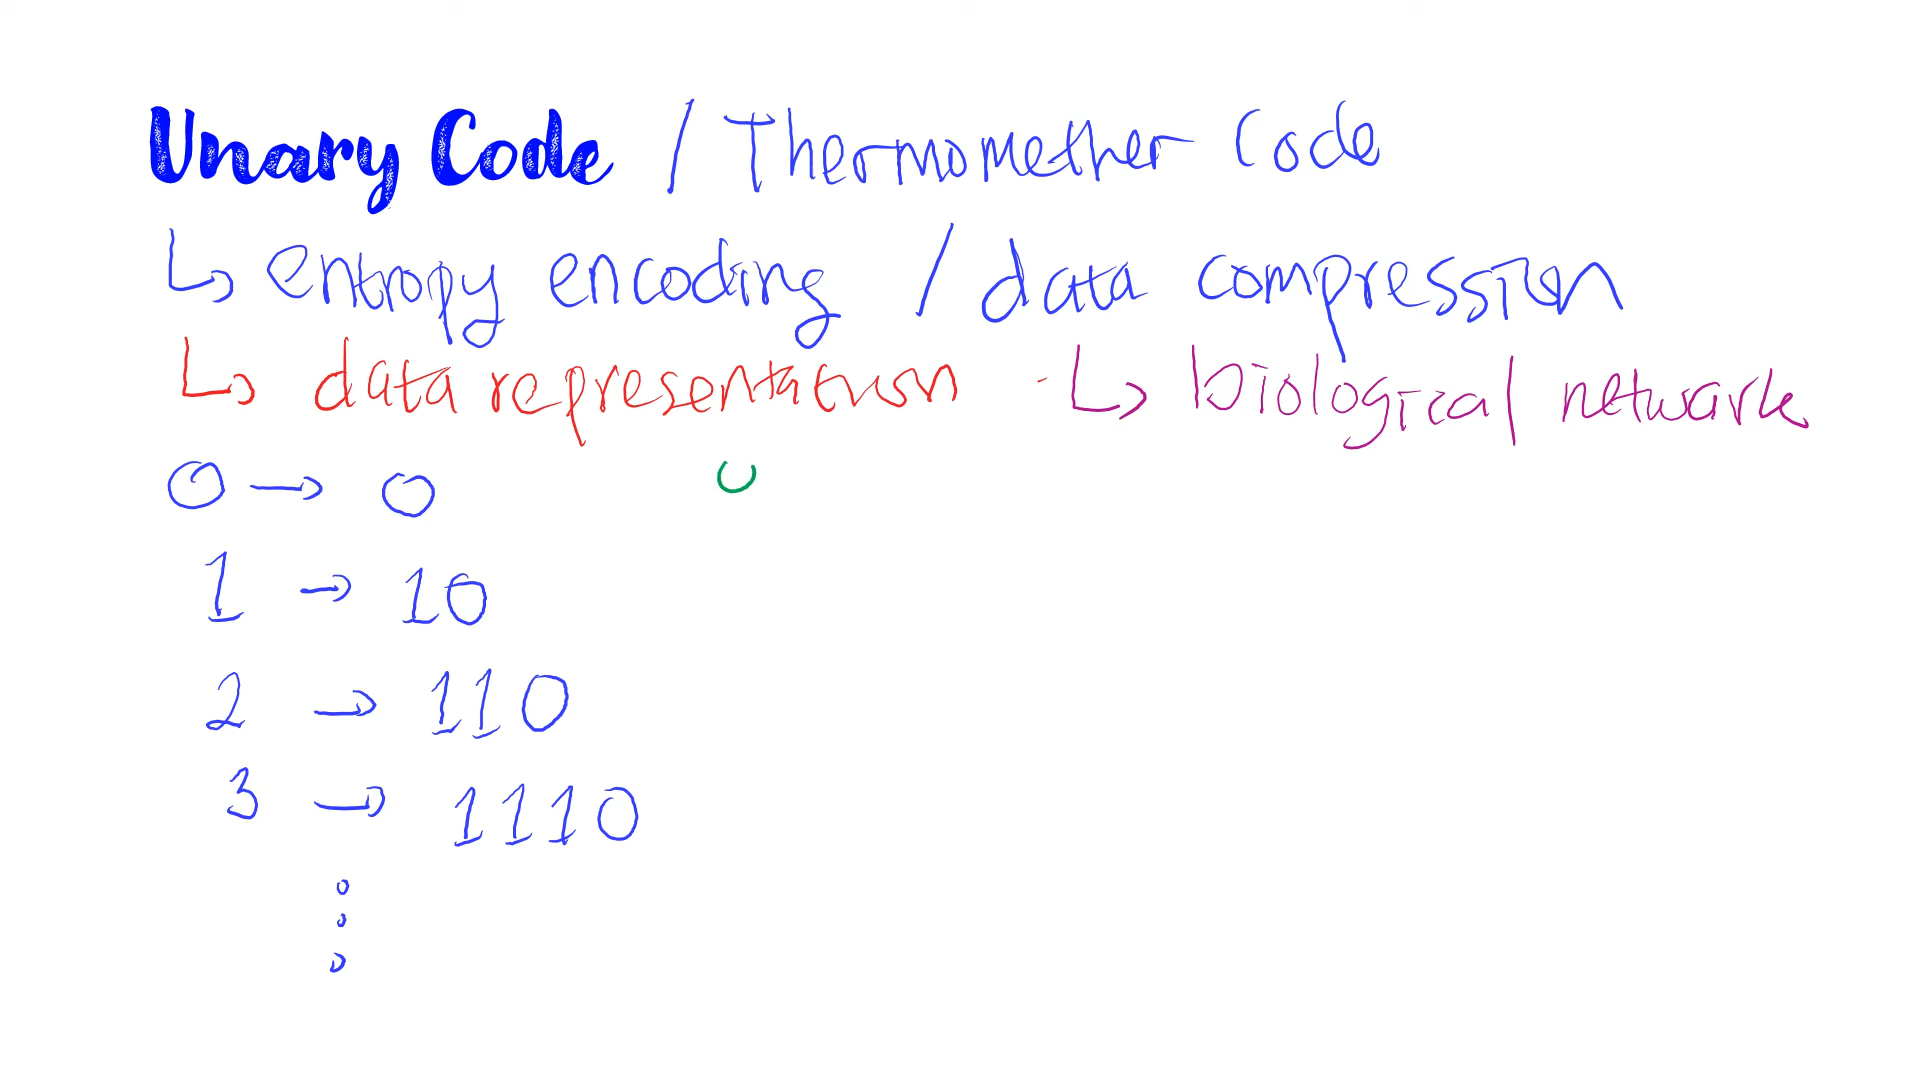 Unary Code / Thermomether Code
↳ entropy encoding / data compression
↳ data representation ↳ biological network
0 → 0
1 → 10
2 → 110
3 → 1110